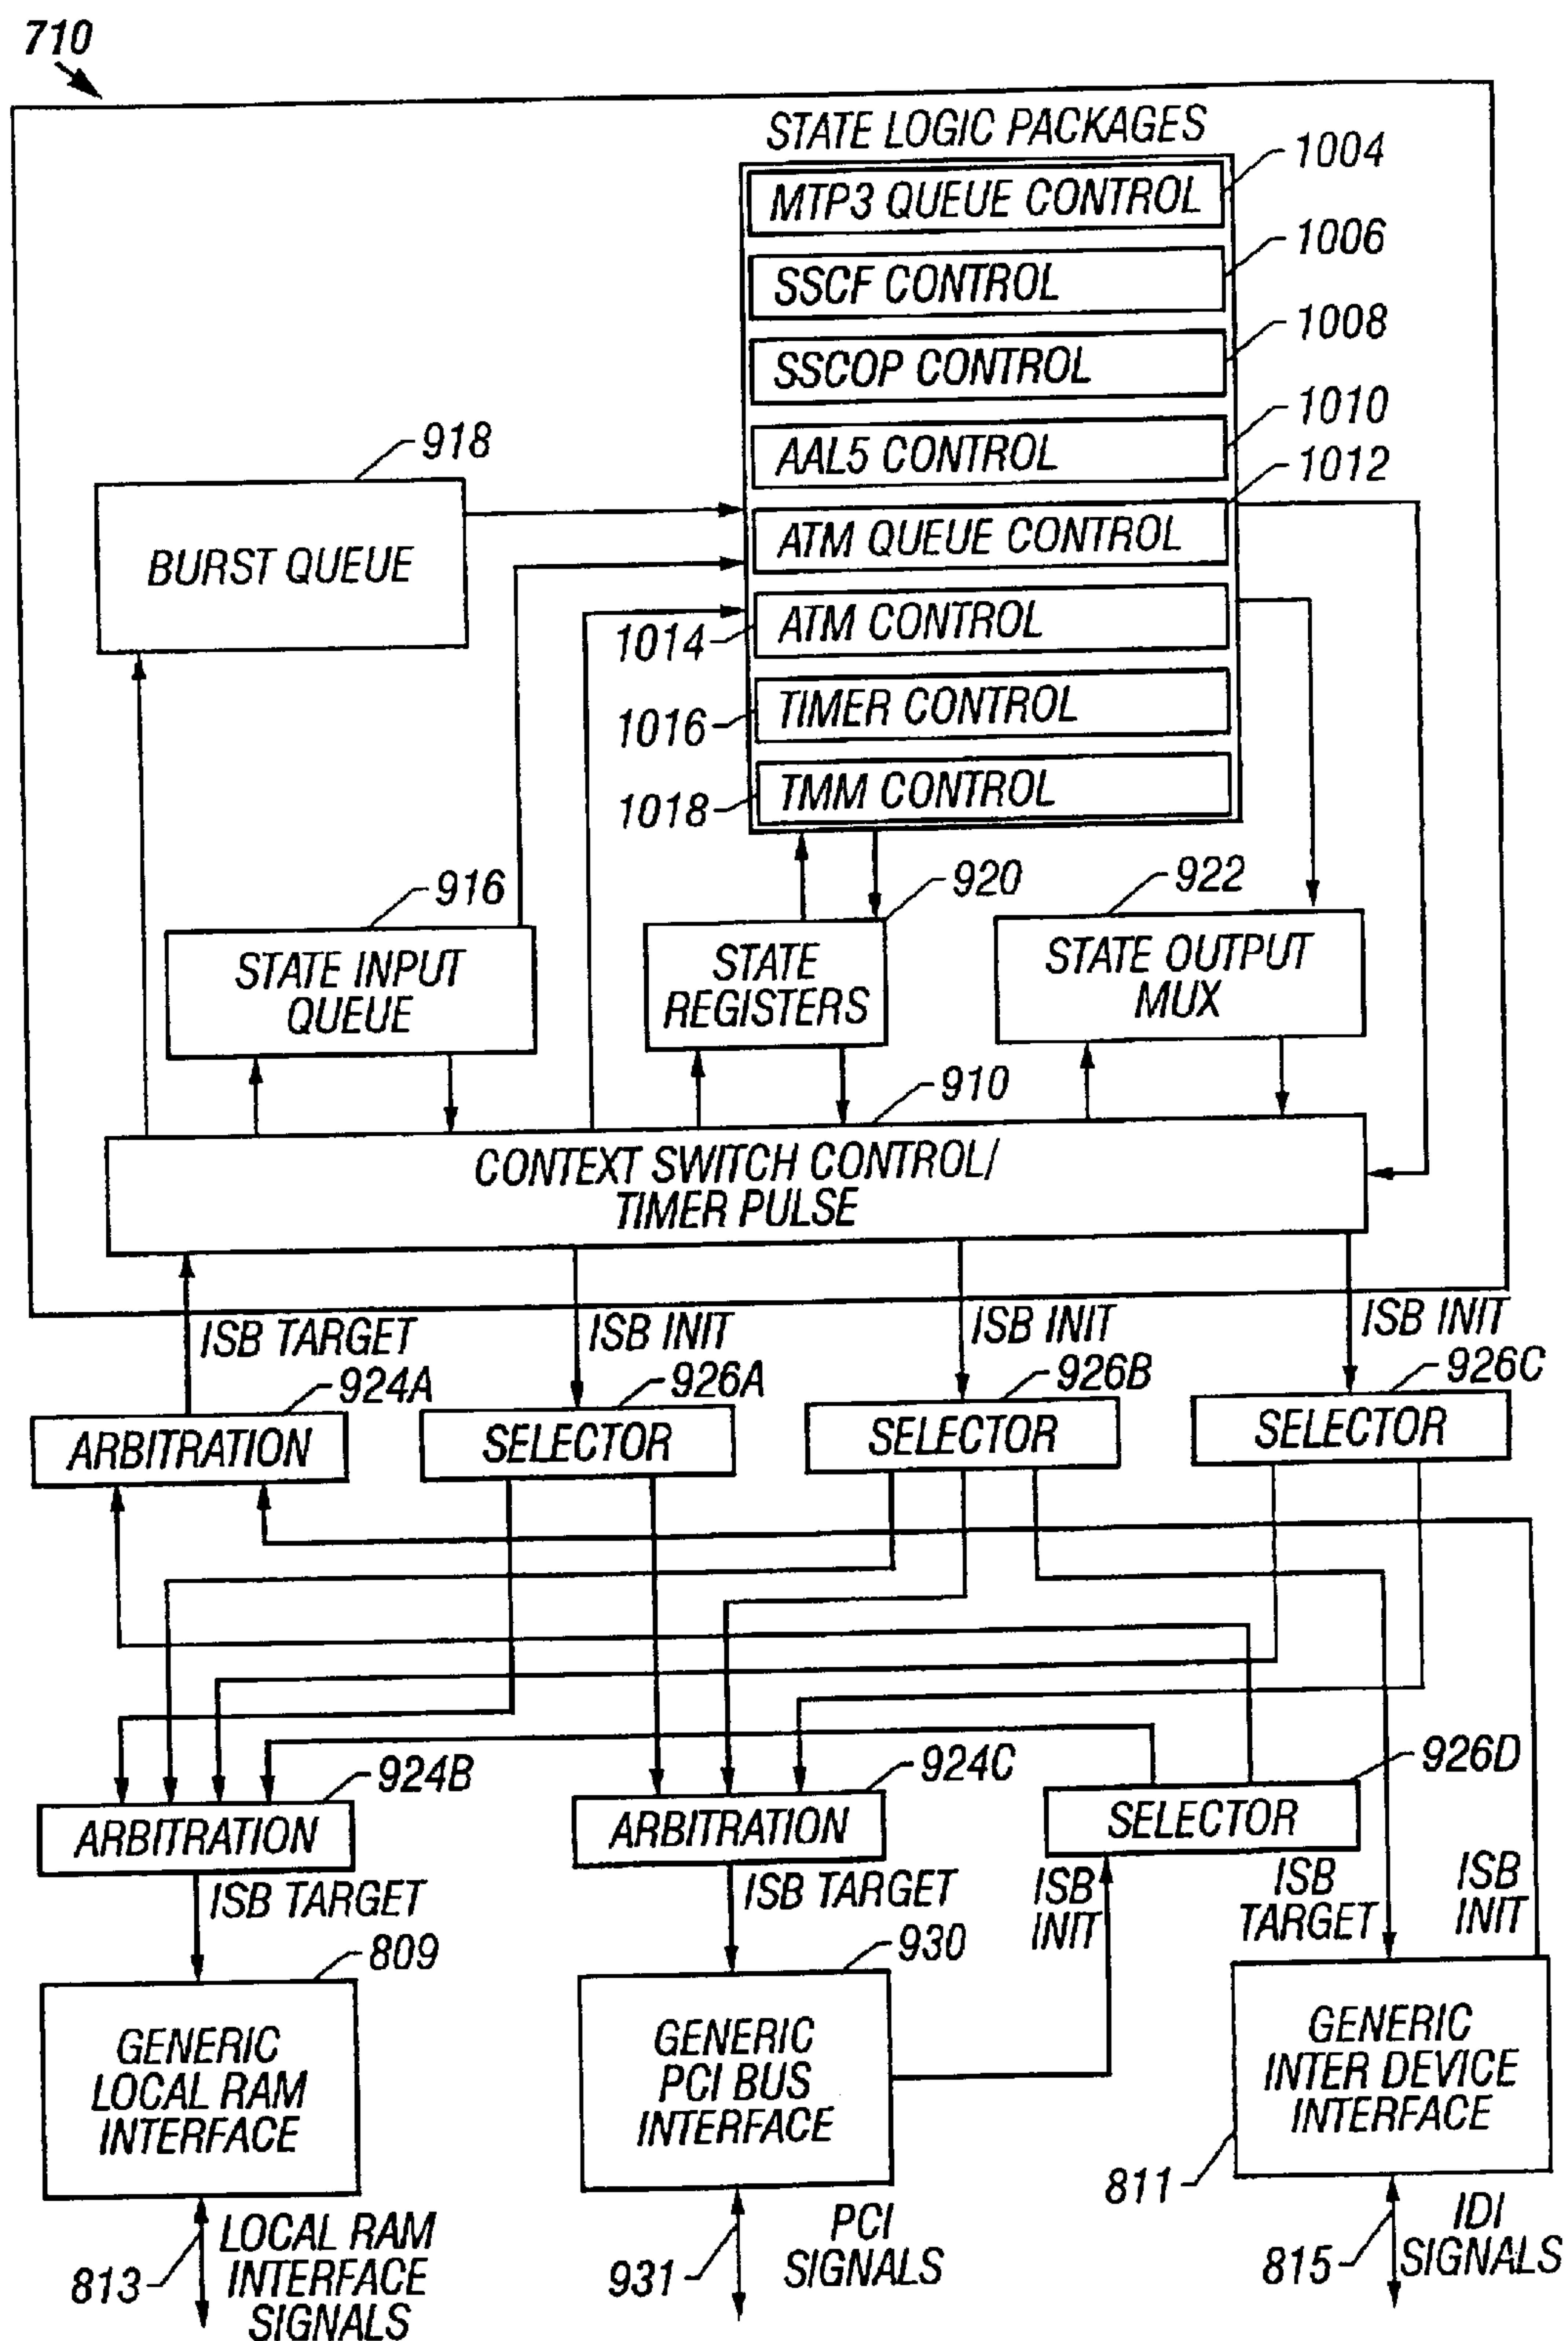 710
STATE LOGIC PACKAGES
MTP3 QUEUE CONTROL
1004
SSCF CONTROL
1006
SSCOP CONTROL
1008
AAL5 CONTROL
1010
ATM QUEUE CONTROL
1012
ATM CONTROL
1014
TIMER CONTROL
1016
TMM CONTROL
1018
918
BURST QUEUE
916
STATE INPUT
QUEUE
920
STATE
REGISTERS
922
STATE OUTPUT
MUX
910
CONTEXT SWITCH CONTROL/
TIMER PULSE
ISB TARGET
ISB INIT
ISB INIT
ISB INIT
924A
ARBITRATION
926A
SELECTOR
926B
SELECTOR
926C
SELECTOR
924B
ARBITRATION
924C
ARBITRATION
926D
SELECTOR
ISB TARGET
ISB TARGET
ISB
INIT
ISB
TARGET
ISB
INIT
809
GENERIC
LOCAL RAM
INTERFACE
930
GENERIC
PCI BUS
INTERFACE
GENERIC
INTER DEVICE
INTERFACE
811
813
LOCAL RAM
INTERFACE
SIGNALS
931
PCI
SIGNALS
815
IDI
SIGNALS